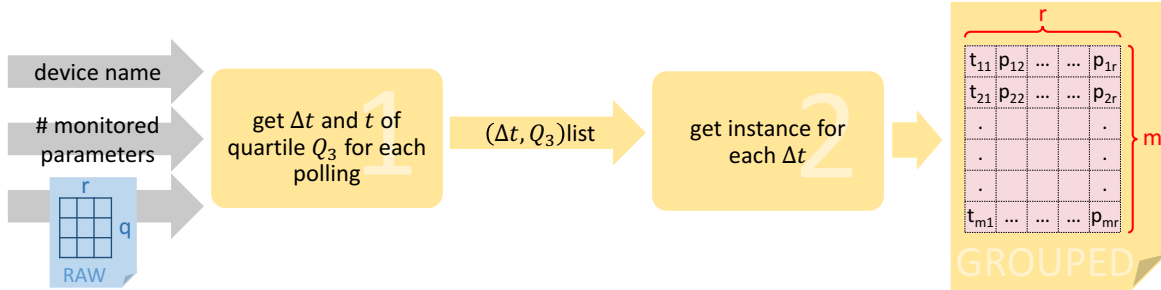 device name
# monitored
parameters
r
q
RAW
1
get Δt and t of
quartile Q₃ for each
polling
(Δt, Q₃)list
2
get instance for
each Δt
r
t₁₁ p₁₂ ... ... p₁ᵣ
t₂₁ p₂₂ ... ... p₂ᵣ
. .
. .
. .
tₘ₁ ... ... ... pₘᵣ
m
GROUPED